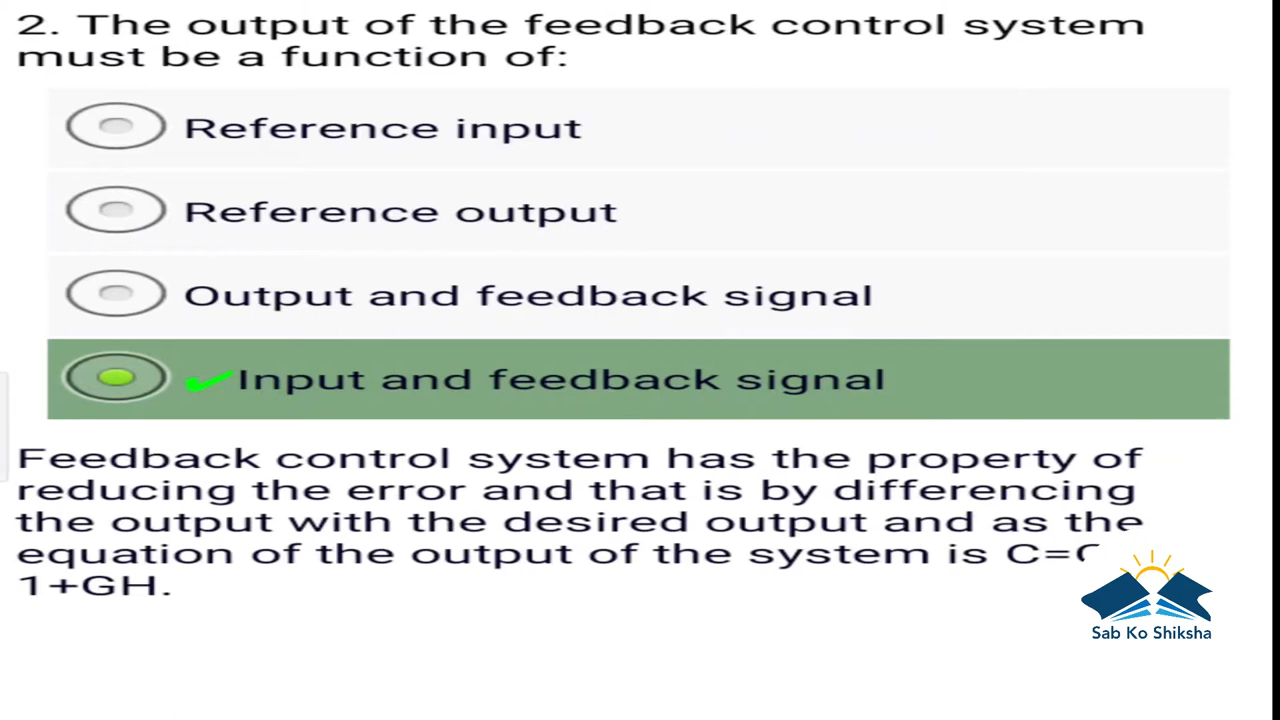 2. The output of the feedback control system
must be a function of:
Reference input
Reference output
Output and feedback signal
Input and feedback signal
Feedback control system has the property of
reducing the error and that is by differencing
the output with the desired output and as the
equation of the output of the system is
1+GH.
Sab Ko Shiksha